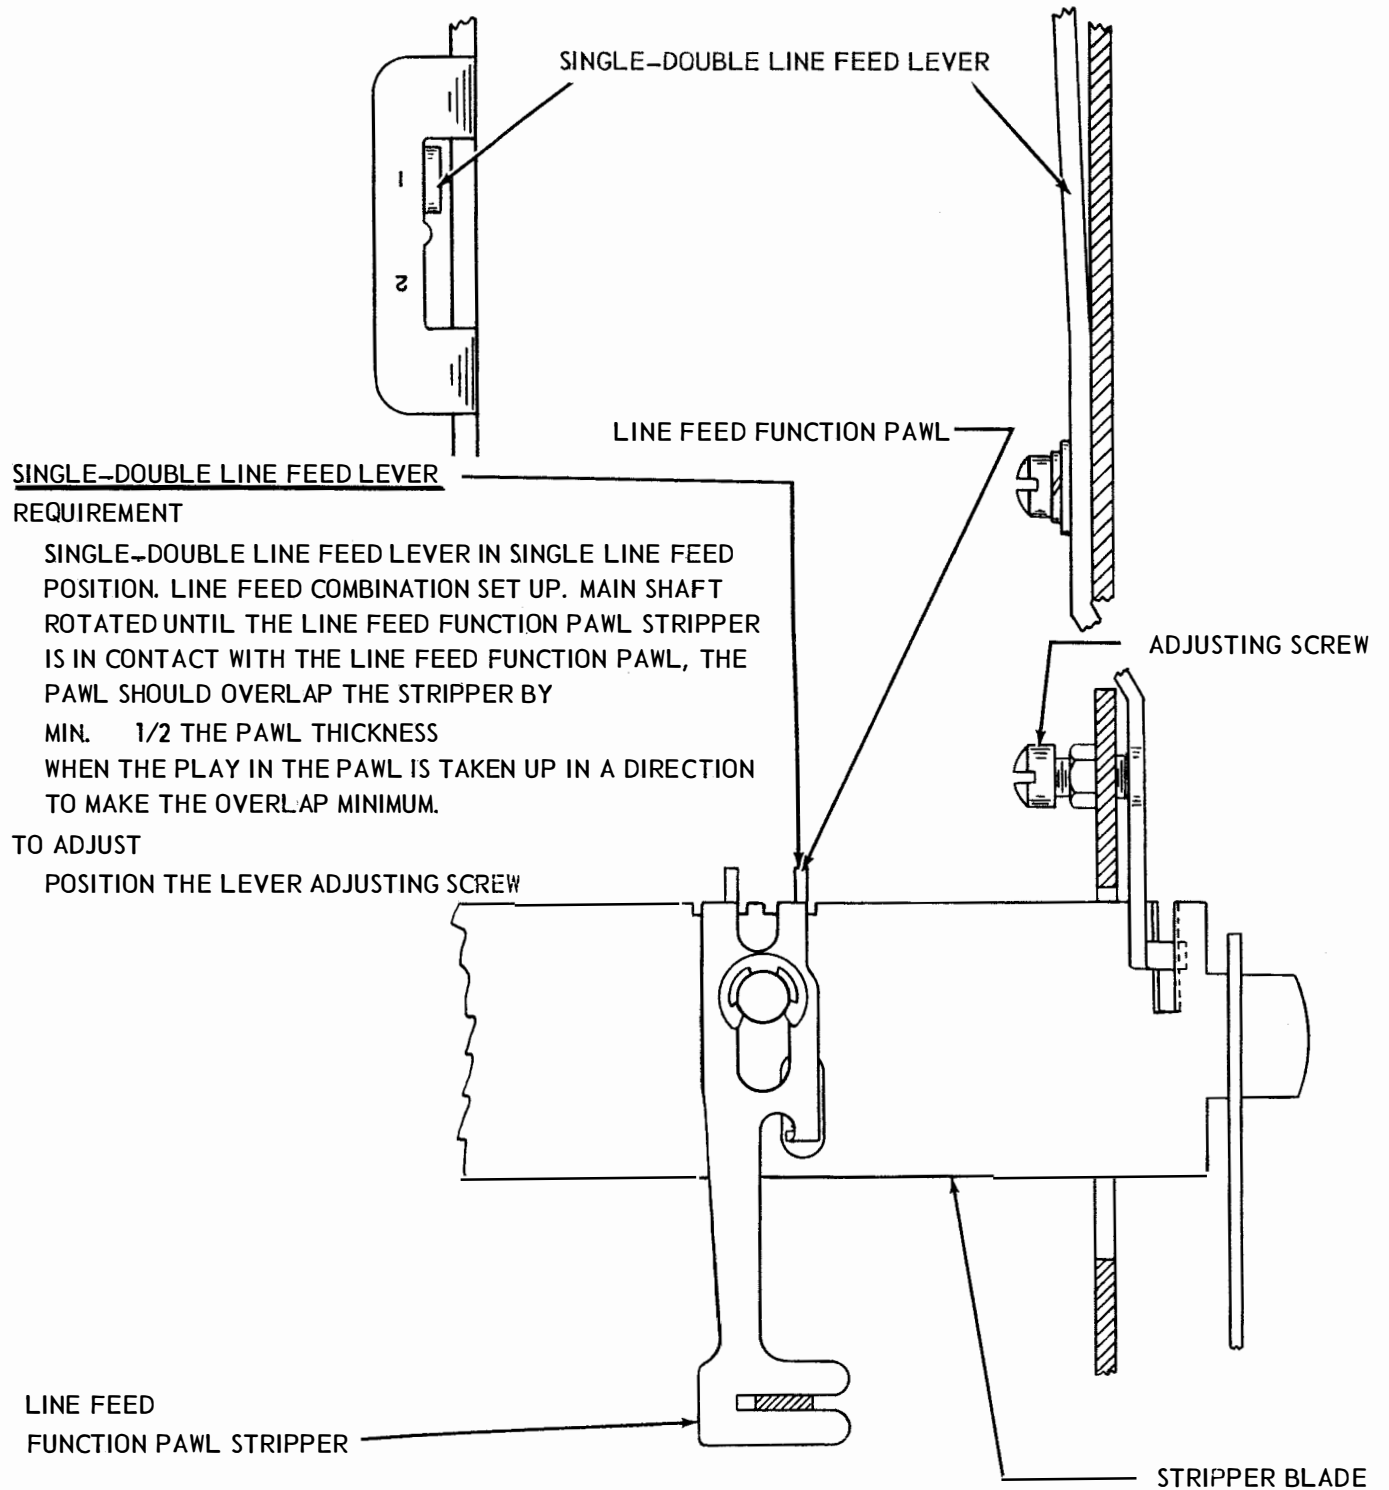 SINGLE-DOUBLE LINE FEED LEVER
1
2
LINE FEED FUNCTION PAWL
SINGLE-DOUBLE LINE FEED LEVER
REQUIREMENT
SINGLE-DOUBLE LINE FEED LEVER IN SINGLE LINE FEED
POSITION. LINE FEED COMBINATION SET UP. MAIN SHAFT
ROTATED UNTIL THE LINE FEED FUNCTION PAWL STRIPPER
IS IN CONTACT WITH THE LINE FEED FUNCTION PAWL, THE
PAWL SHOULD OVERLAP THE STRIPPER BY
MIN. 1/2 THE PAWL THICKNESS
WHEN THE PLAY IN THE PAWL IS TAKEN UP IN A DIRECTION
TO MAKE THE OVERLAP MINIMUM.
TO ADJUST
POSITION THE LEVER ADJUSTING SCREW
ADJUSTING SCREW
LINE FEED
FUNCTION PAWL STRIPPER
STRIPPER BLADE